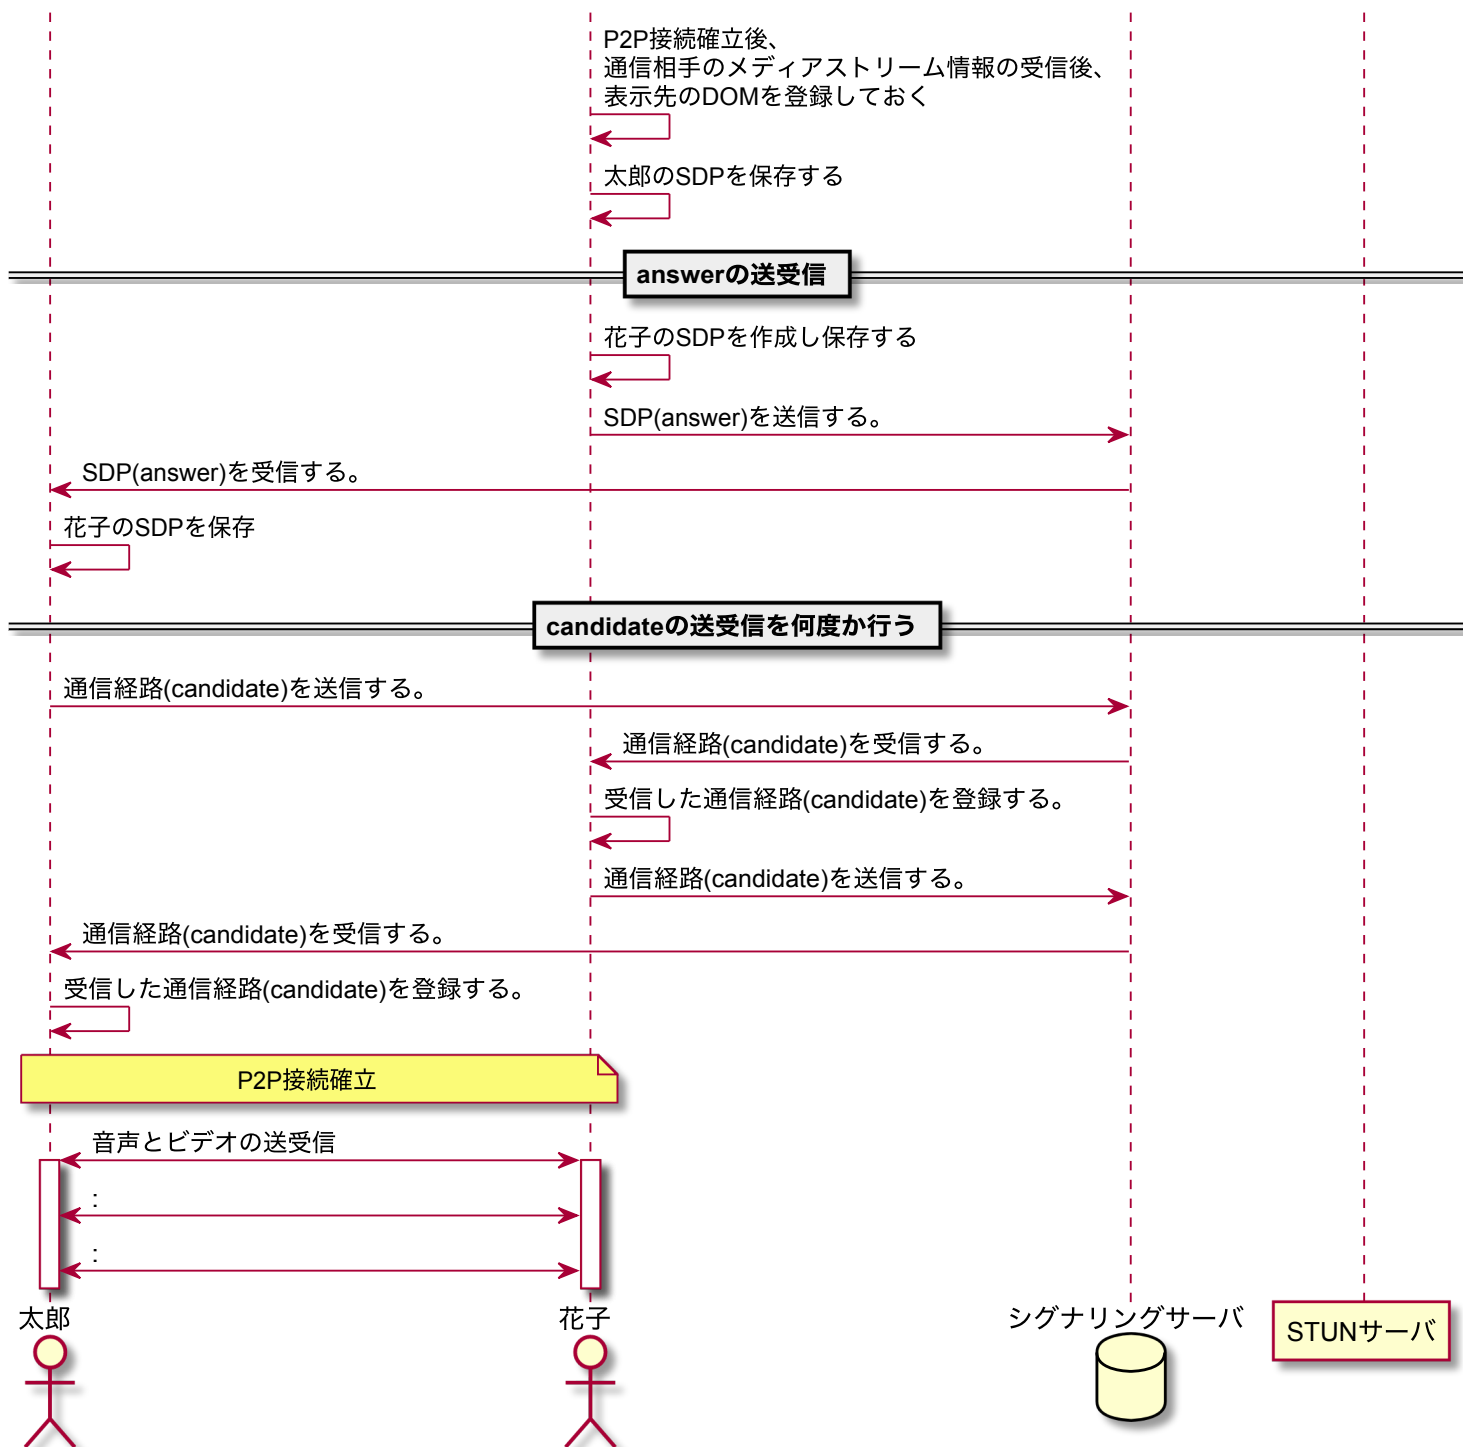 P2P接続確立後、
通信相手のメディアストリーム情報の受信後、
表示先のDOMを登録しておく
太郎のSDPを保存する
answerの送受信
花子のSDPを作成し保存する
SDP(answer)を送信する。
SDP(answer)を受信する。
花子のSDPを保存
candidateの送受信を何度か行う
通信経路(candidate)を送信する。
通信経路(candidate)を受信する。
受信した通信経路(candidate)を登録する。
通信経路(candidate)を送信する。
通信経路(candidate)を受信する。
受信した通信経路(candidate)を登録する。
P2P接続確立
音声とビデオの送受信
:
:
太郎
花子
シグナリングサーバ
STUNサーバ